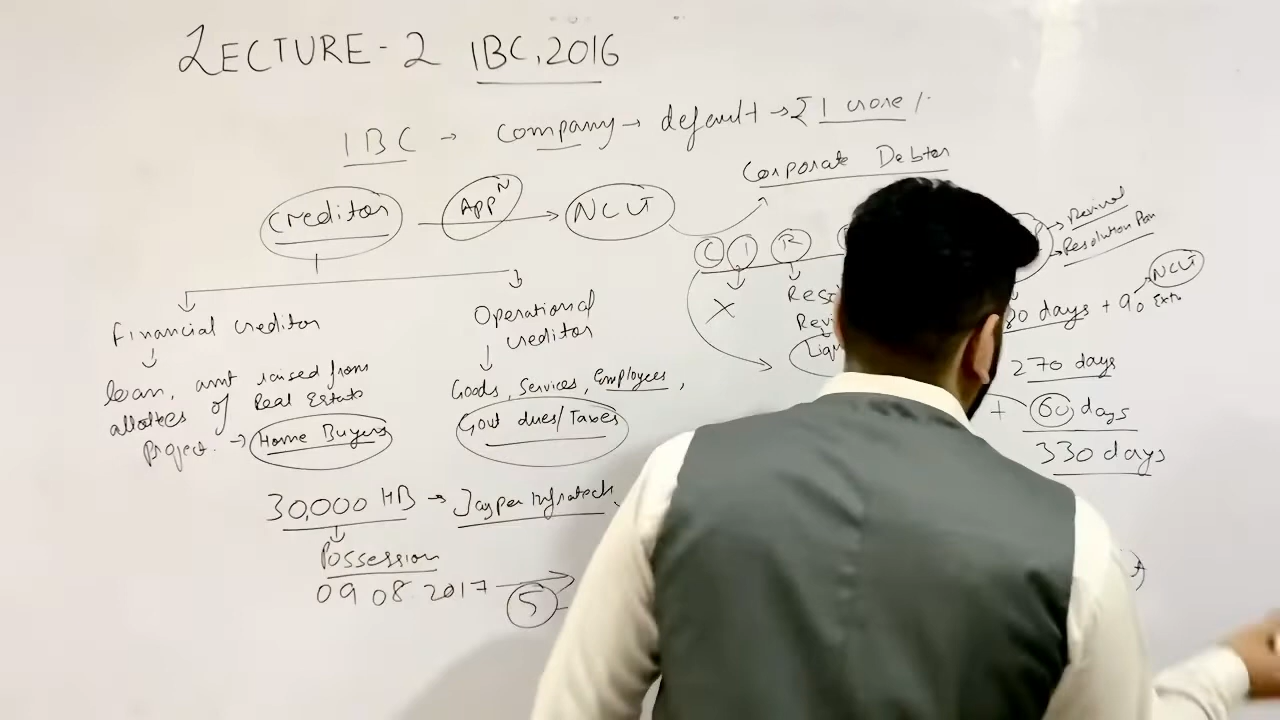 LECTURE - 2 IBC, 2016
IBC → company → default → ₹ 1 crore /-
Corporate Debtor
Creditor
APPN
NCLT
C I R
Revival
Resolution Plan
Financial creditor
loan, amt raised from
allottees of Real Estate
Project. → Home Buyers
Operational
creditor
Goods, Services, Employees,
Govt dues/Taxes
X
80 days + 90
NCLT
Extn
270 days
+ 60 days
330 days
30,000 HB → Jaypee Infratech
Possession
09.08.2017
5